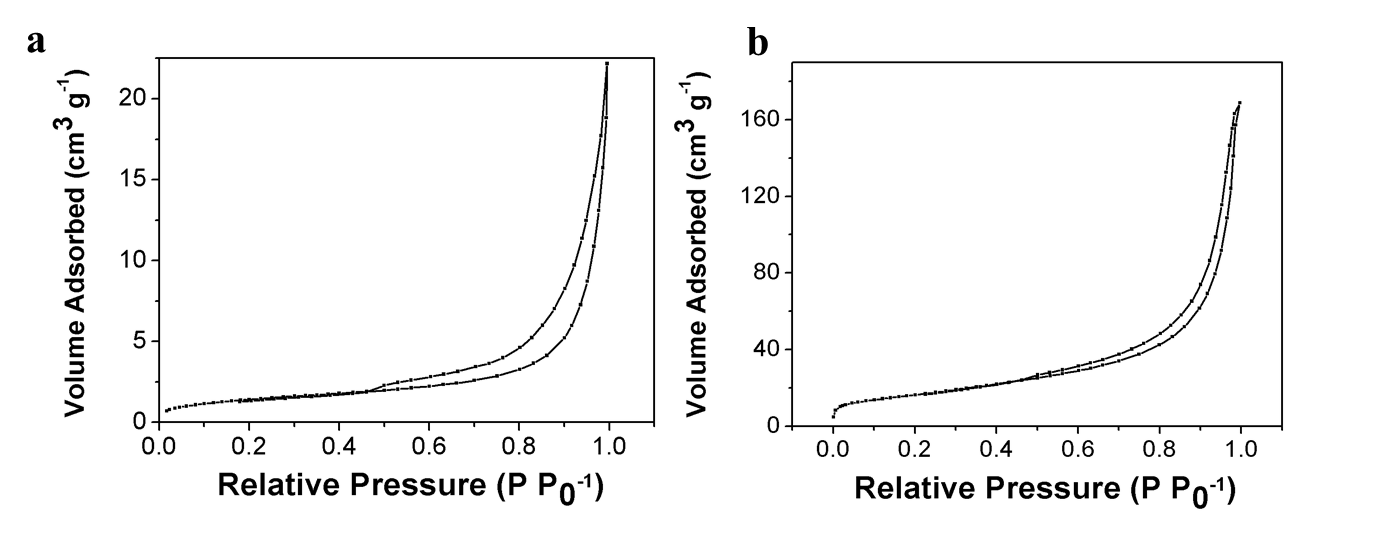 a
Volume Adsorbed (cm³ g⁻¹)
20
15
10
5
0
0.0 0.2 0.4 0.6 0.8 1.0
Relative Pressure (P P₀⁻¹)
b
Volume Adsorbed (cm³ g⁻¹)
160
120
80
40
0
0.0 0.2 0.4 0.6 0.8 1.0
Relative Pressure (P P₀⁻¹)